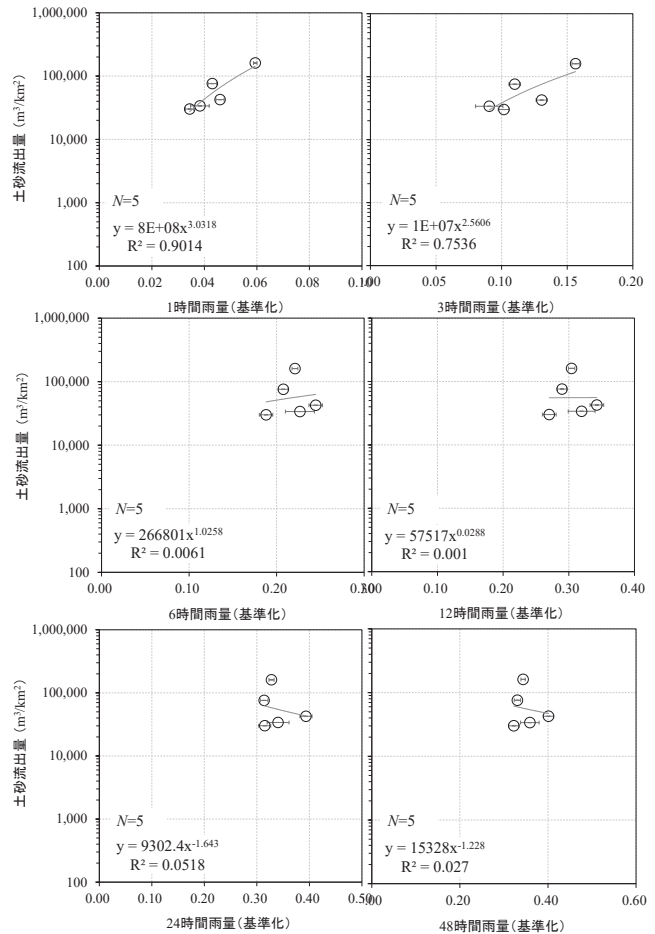 1,000,000
100,000
10,000
1,000
100
土砂流出量 (m³/km²)
N=5
y = 8E+08x^3.0318
R² = 0.9014
0.00 0.02 0.04 0.06 0.08 0.10
1時間雨量(基準化)
N=5
y = 1E+07x^2.5606
R² = 0.7536
0.05 0.10 0.15 0.20
3時間雨量(基準化)
1,000,000
100,000
10,000
1,000
100
土砂流出量 (m³/km²)
N=5
y = 266801x^1.0258
R² = 0.0061
0.00 0.10 0.20
6時間雨量(基準化)
N=5
y = 57517x^0.0288
R² = 0.001
0.10 0.20 0.30 0.40
12時間雨量(基準化)
1,000,000
100,000
10,000
1,000
100
土砂流出量 (m³/km²)
N=5
y = 9302.4x^-1.643
R² = 0.0518
0.00 0.10 0.20 0.30 0.40
24時間雨量(基準化)
N=5
y = 15328x^-1.228
R² = 0.027
0.20 0.40 0.60
48時間雨量(基準化)